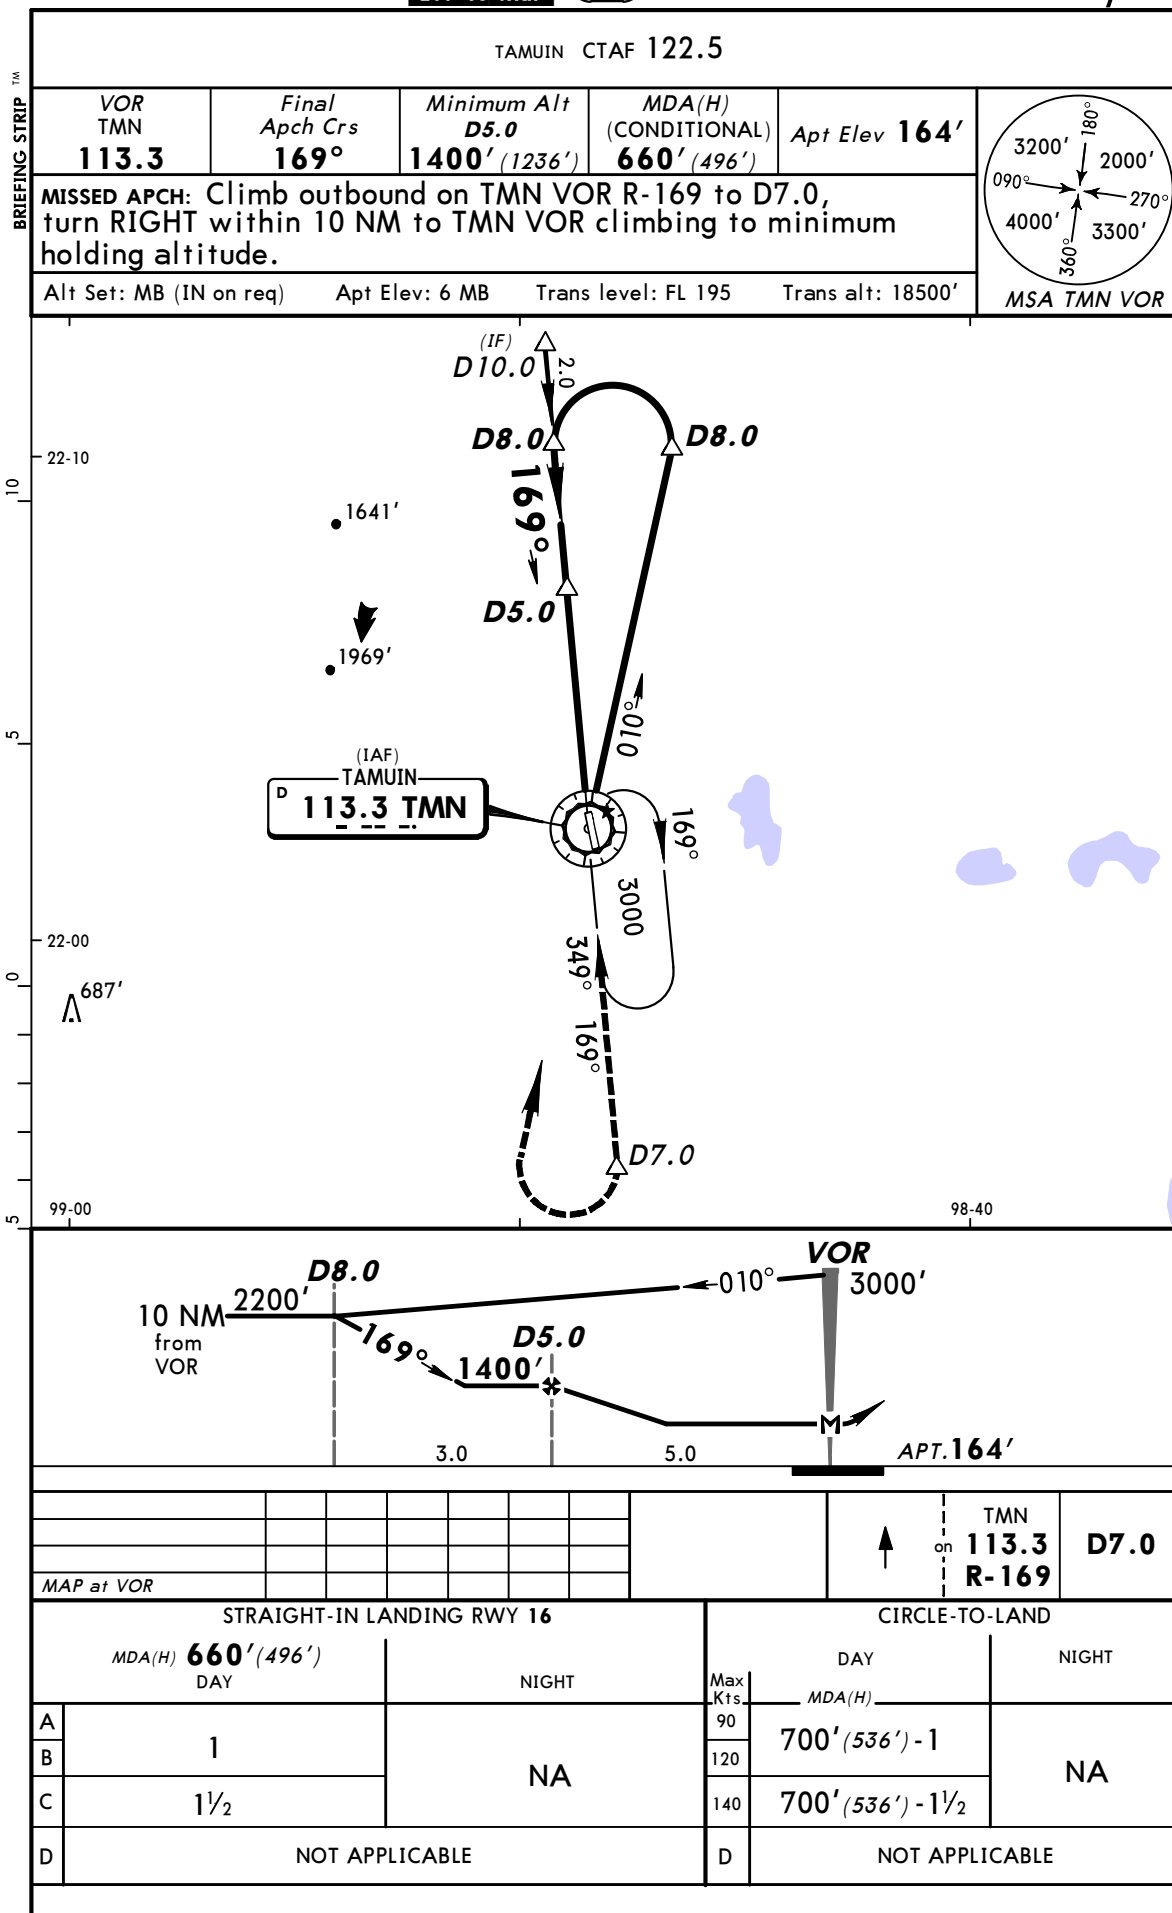 TAMUIN CTAF 122.5
BRIEFING STRIP TM
VOR
TMN
113.3
Final
Apch Crs
169°
Minimum Alt
D5.0
1400' (1236')
MDA(H)
(CONDITIONAL)
660' (496')
Apt Elev 164'
MISSED APCH: Climb outbound on TMN VOR R-169 to D7.0,
turn RIGHT within 10 NM to TMN VOR climbing to minimum
holding altitude.
Alt Set: MB (IN on req) Apt Elev: 6 MB Trans level: FL 195 Trans alt: 18500'
180°
3200'
2000'
090°
270°
4000'
3300'
360°
MSA TMN VOR
(IF)
D10.0
2.0
D8.0
D8.0
22-10
10
169°
1641'
D5.0
1969'
010°
5
(IAF)
TAMUIN
D
113.3 TMN
169°
3000
22-00
349°
0
687'
169°
D7.0
5
99-00
98-40
D8.0
VOR
010°
3000'
2200'
10 NM
from
VOR
169°
D5.0
1400'
M
3.0
5.0
APT. 164'
MAP at VOR
on
TMN
113.3
R-169
D7.0
STRAIGHT-IN LANDING RWY 16
CIRCLE-TO-LAND
MDA(H) 660' (496')
DAY
NIGHT
DAY
NIGHT
Max
Kts
MDA(H)
A
B
1
C
1 1/2
NA
90
120
700' (536') - 1
140
700' (536') - 1 1/2
NA
D
NOT APPLICABLE
D
NOT APPLICABLE